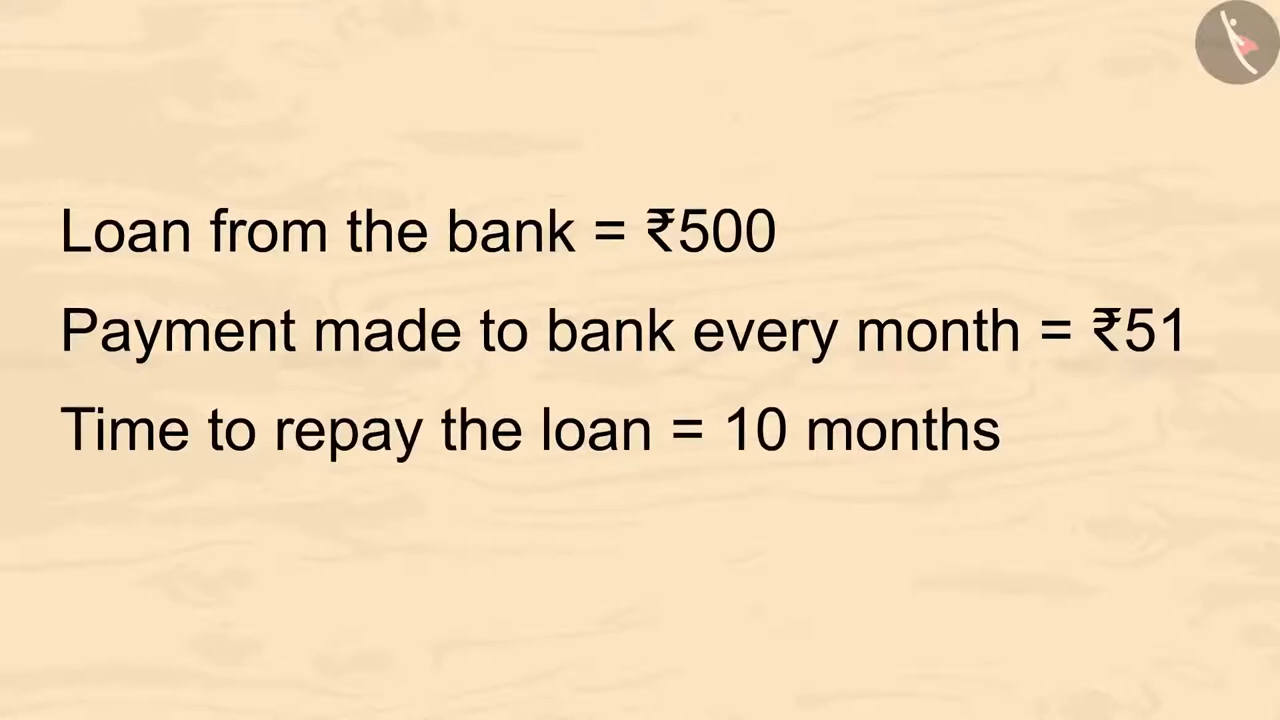 Loan from the bank = ₹500
Payment made to bank every month = ₹51
Time to repay the loan = 10 months